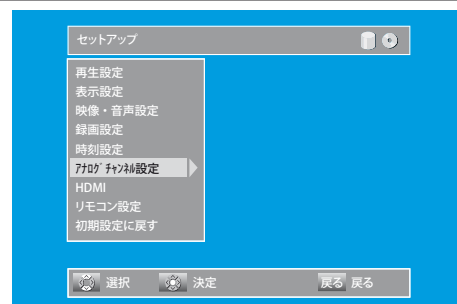 セットアップ
再生設定
表示設定
映像・音声設定
録画設定
時刻設定
ｱﾅﾛｸﾞﾁｬﾝﾈﾙ設定
HDMI
リモコン設定
初期設定に戻す
選択 決定 戻る 戻る